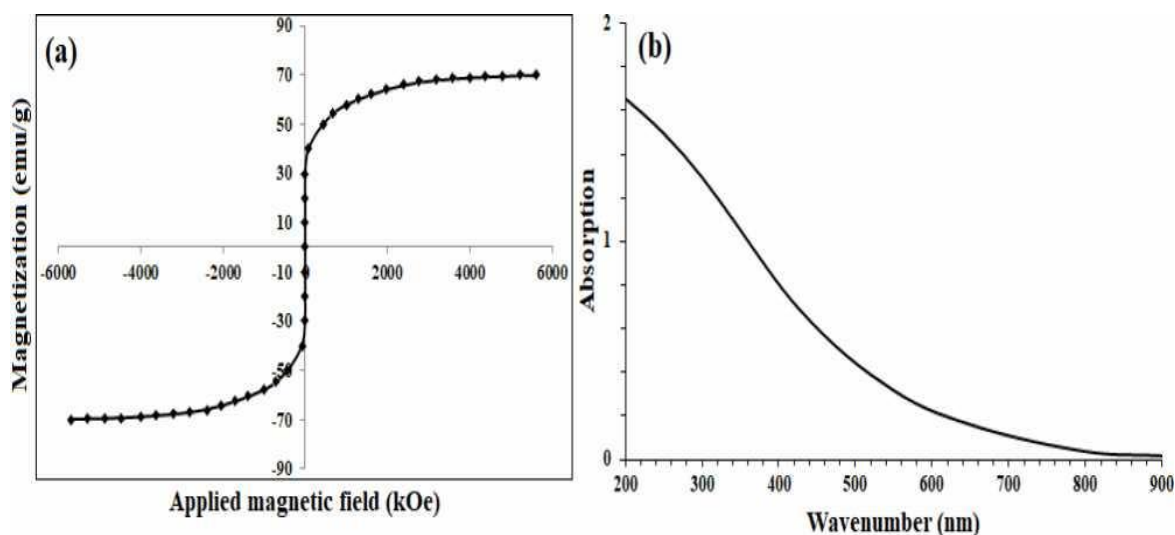 (a)
Magnetization (emu/g)
90
70
50
30
10
-6000 -4000 -2000 0 2000 4000 6000
-10
-30
-50
-70
-90
Applied magnetic field (kOe)
(b)
Absorption
2
1
0
200 300 400 500 600 700 800 900
Wavenumber (nm)